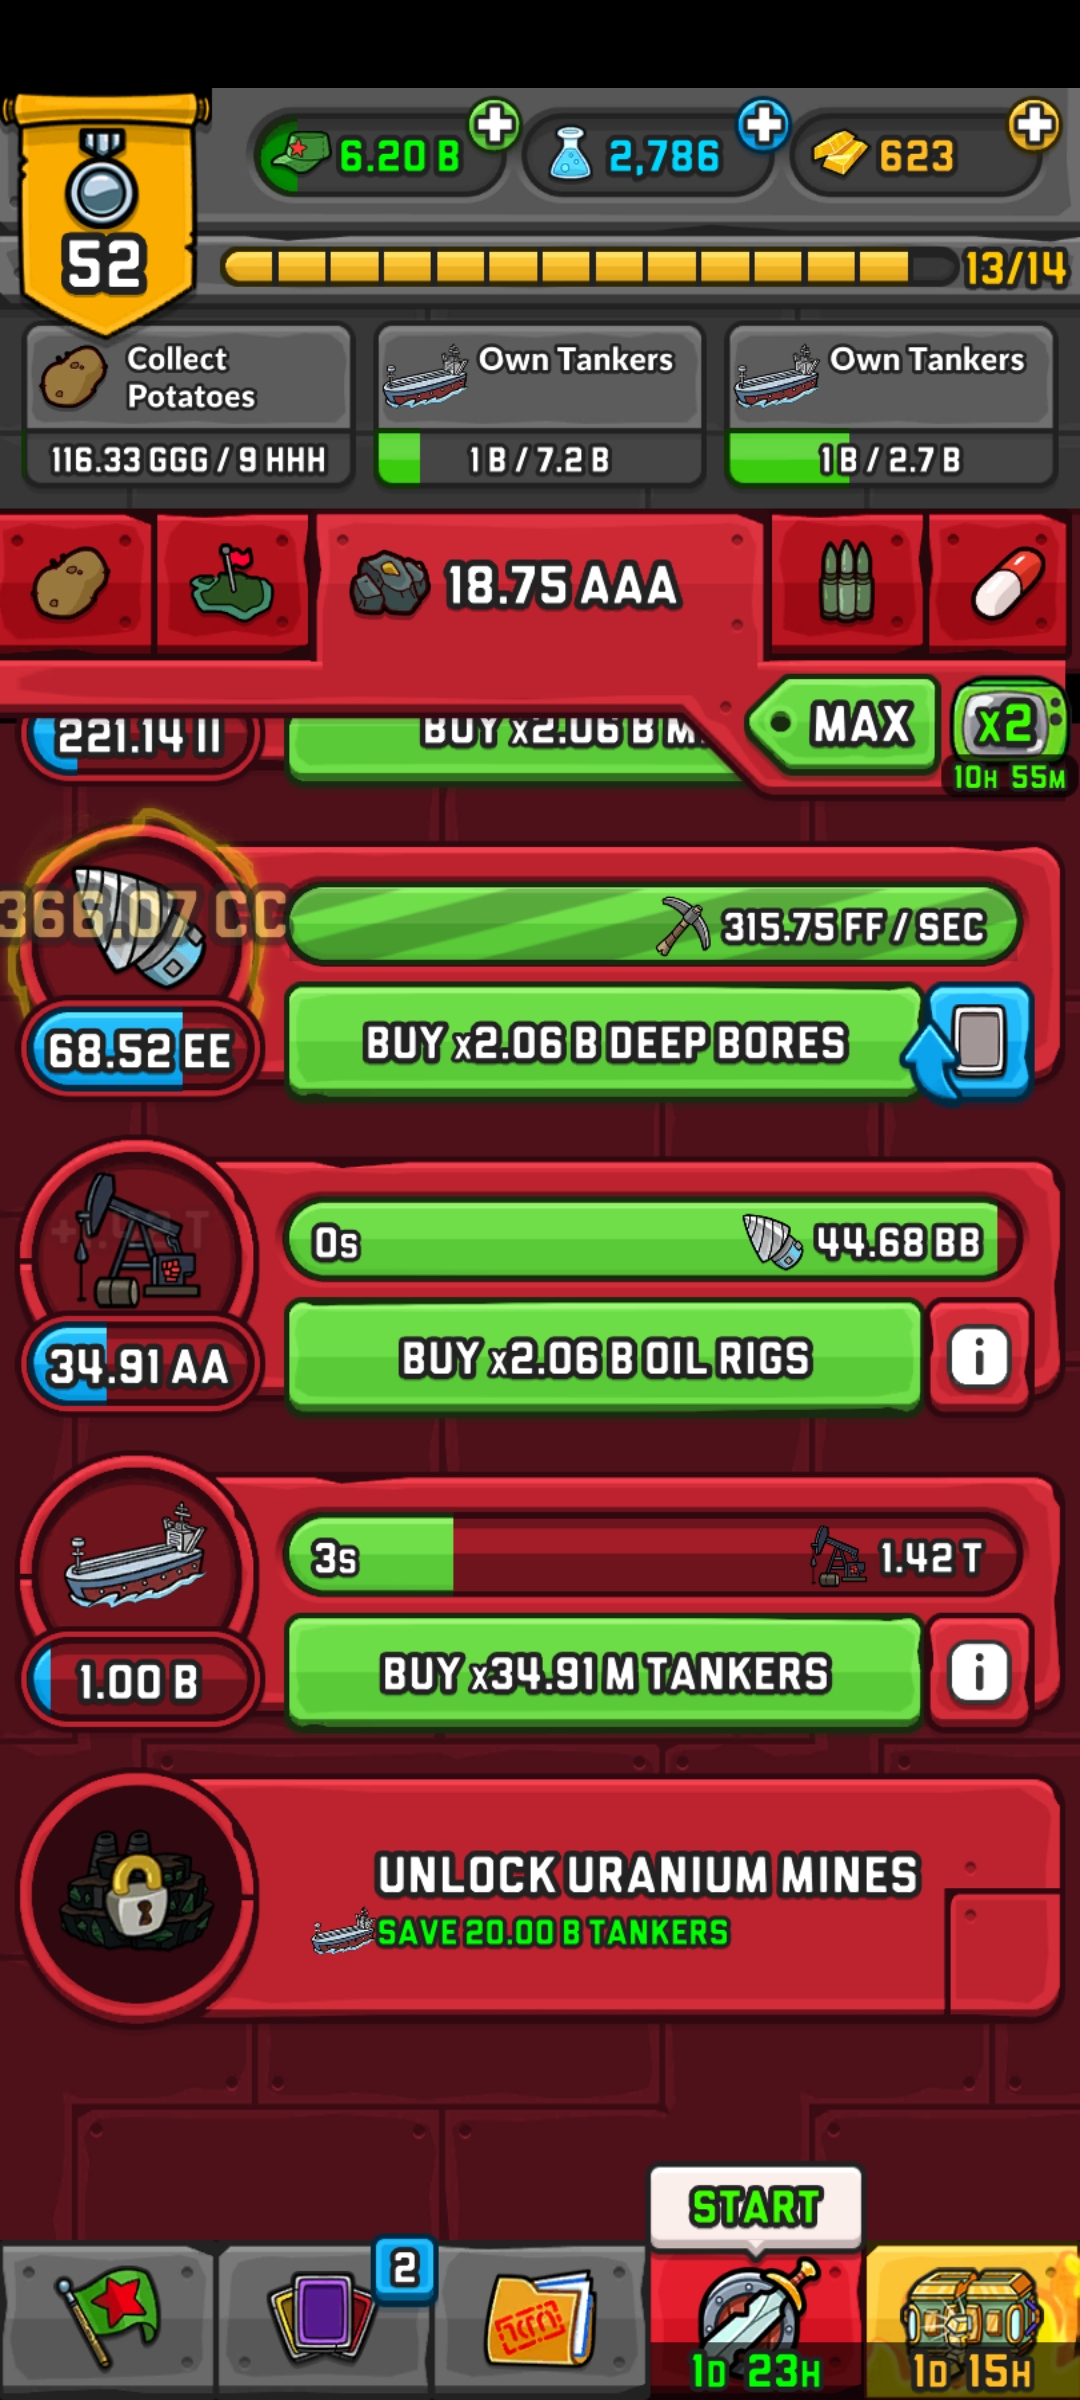 52
6.20 B
2,786
623
13/14
Collect
Potatoes
116.33 GGG / 9 HHH
Own Tankers
1 B / 7.2 B
Own Tankers
1 B / 2.7 B
18.75 AAA
MAX
x2
10H 55M
221.14 II
BUY x2.06 B M
CC
315.75 FF / SEC
68.52 EE
BUY x2.06 B DEEP BORES
0s
44.68 BB
34.91 AA
BUY x2.06 B OIL RIGS
i
3s
1.42 T
1.00 B
BUY x34.91 M TANKERS
i
UNLOCK URANIUM MINES
SAVE 20.00 B TANKERS
START
2
1D 23H
1D 15H